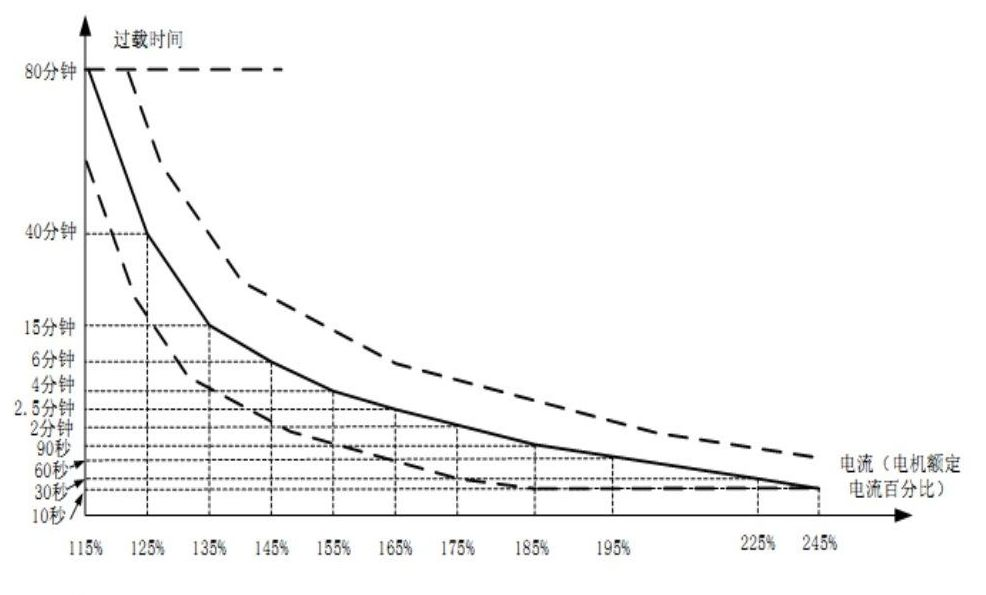 过载时间
80分钟
40分钟
15分钟
6分钟
4分钟
2.5分钟
2分钟
90秒
60秒
30秒
10秒
电流（电机额定
电流百分比）
115% 125% 135% 145% 155% 165% 175% 185% 195% 225% 245%